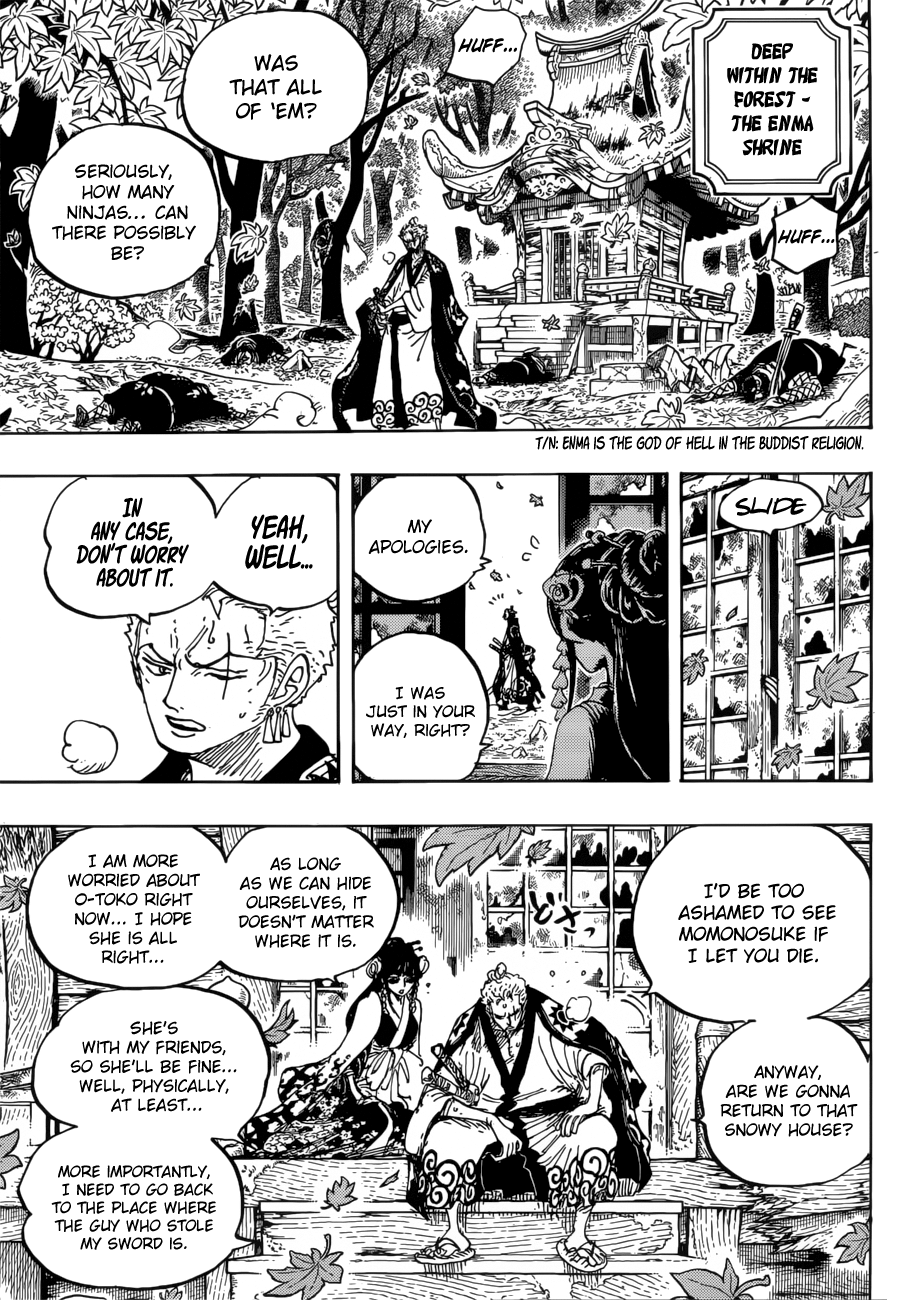 DEEP
WITHIN THE
FOREST -
THE ENMA
SHRINE
HUFF...
HUFF...
WAS
THAT ALL
OF 'EM?
SERIOUSLY,
HOW MANY
NINJAS... CAN
THERE POSSIBLY
BE?
T/N: ENMA IS THE GOD OF HELL IN THE BUDDIST RELIGION.
SLIDE
MY
APOLOGIES.
I WAS
JUST IN YOUR
WAY, RIGHT?
YEAH,
WELL...
IN
ANY CASE,
DON'T WORRY
ABOUT IT.
I'D BE TOO
ASHAMED TO SEE
MOMONOSUKE IF
I LET YOU DIE.
ANYWAY,
ARE WE GONNA
RETURN TO THAT
SNOWY HOUSE?
どさっ
AS LONG
AS WE CAN HIDE
OURSELVES, IT
DOESN'T MATTER
WHERE IT IS.
I AM MORE
WORRIED ABOUT
O-TOKO RIGHT
NOW... I HOPE
SHE IS ALL
RIGHT...
SHE'S
WITH MY FRIENDS,
SO SHE'LL BE FINE...
WELL, PHYSICALLY,
AT LEAST...
MORE IMPORTANTLY,
I NEED TO GO BACK
TO THE PLACE WHERE
THE GUY WHO STOLE
MY SWORD IS.